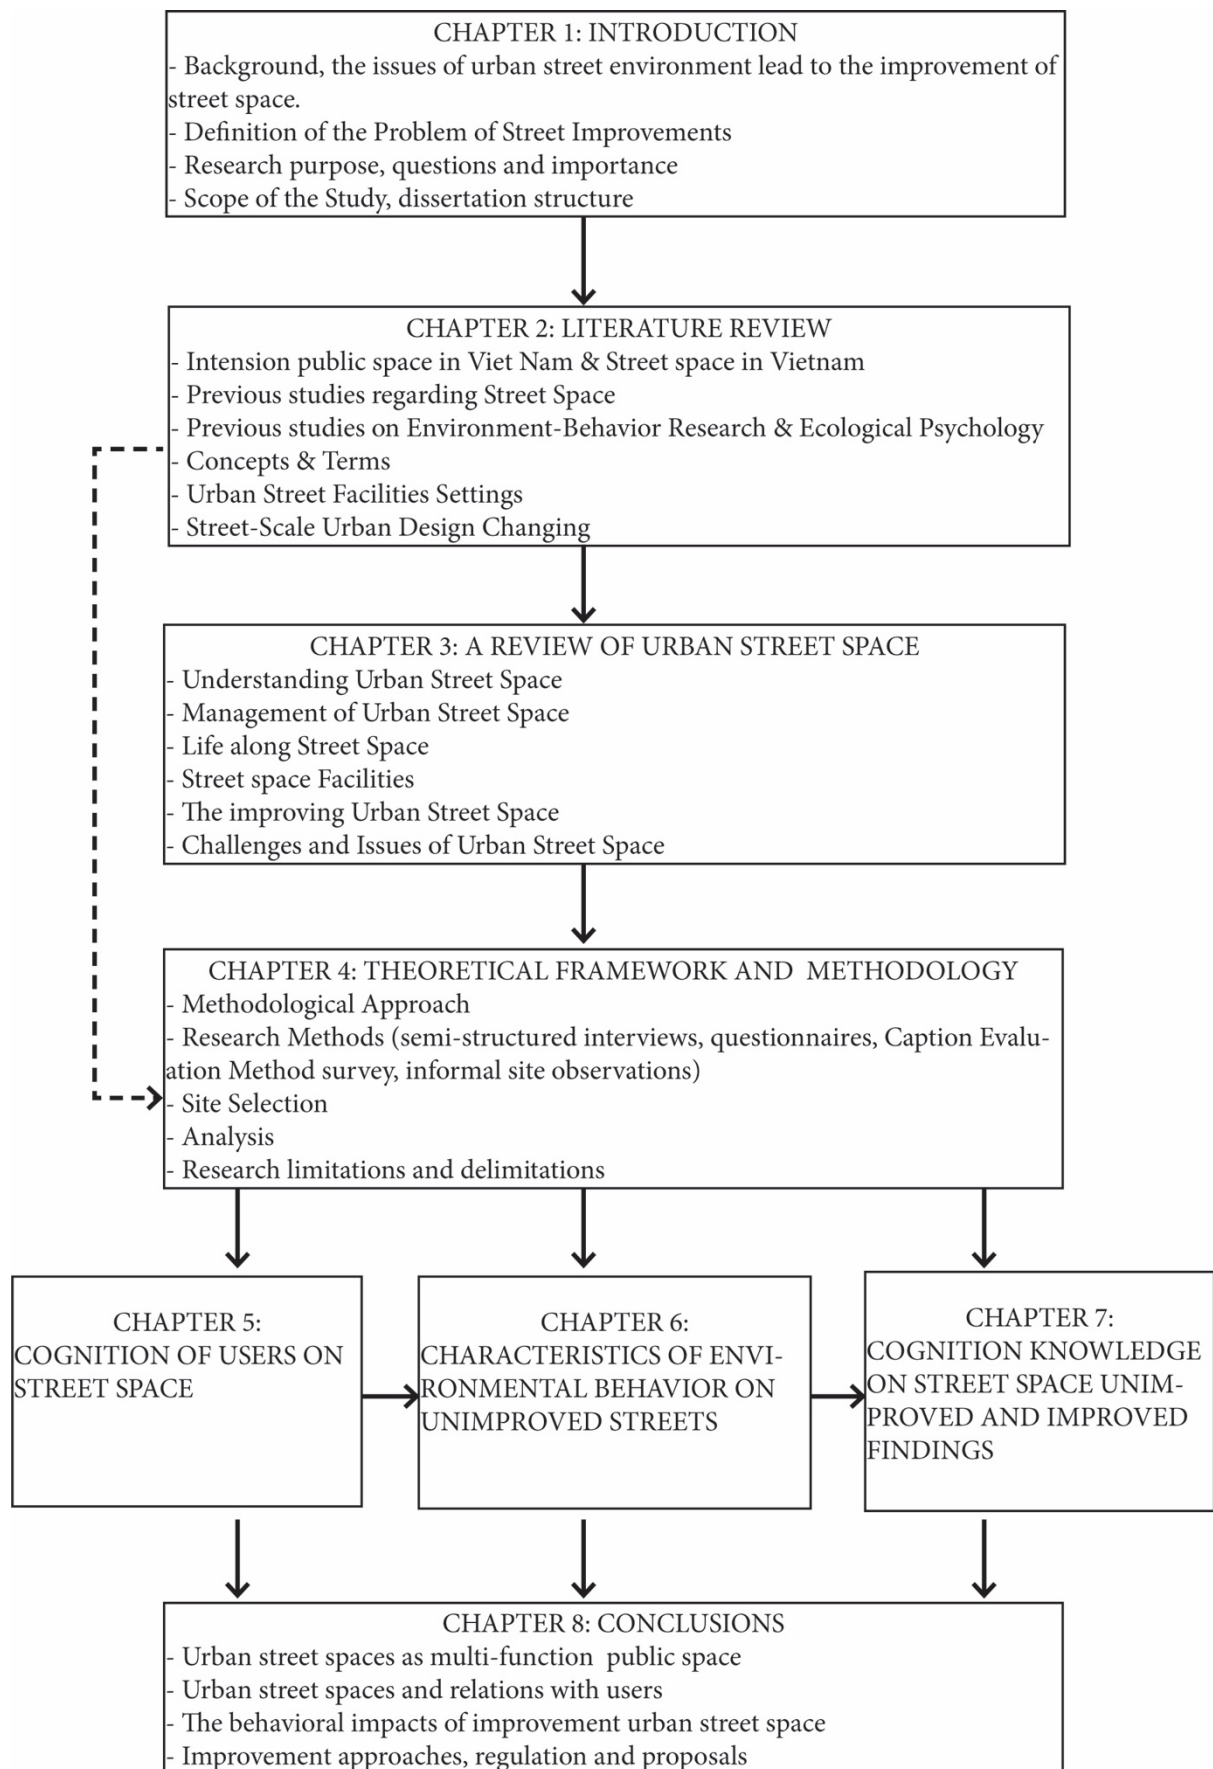 CHAPTER 1: INTRODUCTION
- Background, the issues of urban street environment lead to the improvement of
street space.
- Definition of the Problem of Street Improvements
- Research purpose, questions and importance
- Scope of the Study, dissertation structure
CHAPTER 2: LITERATURE REVIEW
- Intension public space in Viet Nam & Street space in Vietnam
- Previous studies regarding Street Space
- Previous studies on Environment-Behavior Research & Ecological Psychology
- Concepts & Terms
- Urban Street Facilities Settings
- Street-Scale Urban Design Changing
CHAPTER 3: A REVIEW OF URBAN STREET SPACE
- Understanding Urban Street Space
- Management of Urban Street Space
- Life along Street Space
- Street space Facilities
- The improving Urban Street Space
- Challenges and Issues of Urban Street Space
CHAPTER 4: THEORETICAL FRAMEWORK AND METHODOLOGY
- Methodological Approach
- Research Methods (semi-structured interviews, questionnaires, Caption Evalu-
ation Method survey, informal site observations)
- Site Selection
- Analysis
- Research limitations and delimitations
CHAPTER 5:
COGNITION OF USERS ON
STREET SPACE
CHAPTER 6:
CHARACTERISTICS OF ENVI-
RONMENTAL BEHAVIOR ON
UNIMPROVED STREETS
CHAPTER 7:
COGNITION KNOWLEDGE
ON STREET SPACE UNIM-
PROVED AND IMPROVED
FINDINGS
CHAPTER 8: CONCLUSIONS
- Urban street spaces as multi-function public space
- Urban street spaces and relations with users
- The behavioral impacts of improvement urban street space
- Improvement approaches, regulation and proposals